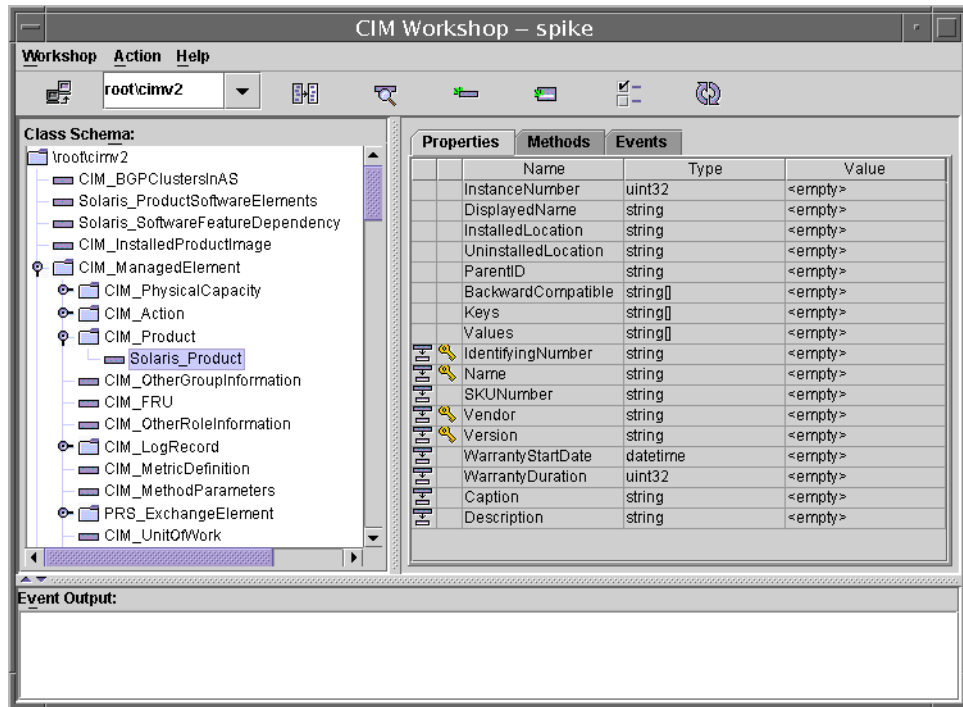 CIM Workshop – spike
Workshop Action Help
root\cimv2
Class Schema:
\root\cimv2
CIM_BGPClustersInAS
Solaris_ProductSoftwareElements
Solaris_SoftwareFeatureDependency
CIM_InstalledProductImage
CIM_ManagedElement
CIM_PhysicalCapacity
CIM_Action
CIM_Product
Solaris_Product
CIM_OtherGroupInformation
CIM_FRU
CIM_OtherRoleInformation
CIM_LogRecord
CIM_MetricDefinition
CIM_MethodParameters
PRS_ExchangeElement
CIM_UnitOfWork
Properties Methods Events
Name Type Value
InstanceNumber uint32 <empty>
DisplayedName string <empty>
InstalledLocation string <empty>
UninstalledLocation string <empty>
ParentID string <empty>
BackwardCompatible string[] <empty>
Keys string[] <empty>
Values string[] <empty>
IdentifyingNumber string <empty>
Name string <empty>
SKUNumber string <empty>
Vendor string <empty>
Version string <empty>
WarrantyStartDate datetime <empty>
WarrantyDuration uint32 <empty>
Caption string <empty>
Description string <empty>
Event Output: